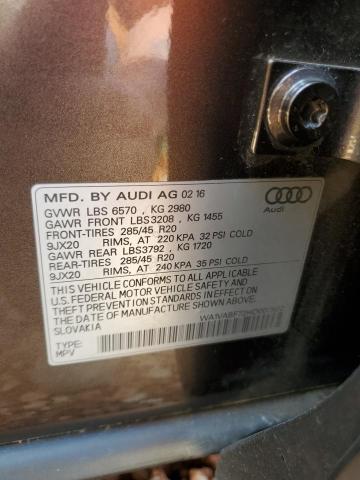 MFD. BY AUDI AG 02 16
GVWR LBS 6570 , KG 2980
GAWR FRONT LBS3208 , KG 1455
FRONT-TIRES 285/45 R20
9JX20 RIMS, AT 220 KPA 32 PSI COLD
GAWR REAR LBS3792 , KG 1720
REAR-TIRES 285/45 R20
9JX20 RIMS, AT 240 KPA 35 PSI COLD
THIS VEHICLE CONFORMS TO ALL APPLICABLE
U.S.FEDERAL MOTOR VEHICLE SAFETY AND
THEFT PREVENTION STANDARDS IN EFFECT ON
THE DATE OF MANUFACTURE SHOWN ABOVE.
SLOVAKIA
TYPE:
MPV